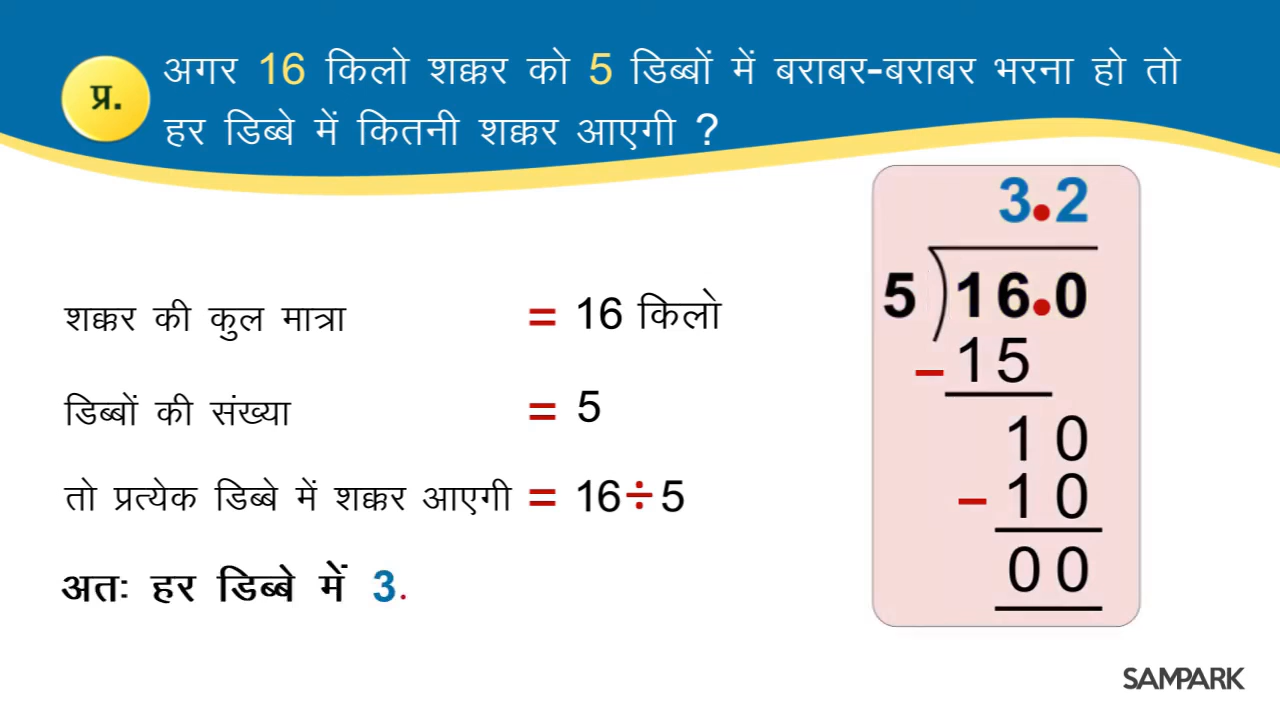 प्र.
अगर 16 किलो शक्कर को 5 डिब्बों में बराबर-बराबर भरना हो तो
हर डिब्बे में कितनी शक्कर आएगी ?
शक्कर की कुल मात्रा = 16 किलो
डिब्बों की संख्या = 5
तो प्रत्येक डिब्बे में शक्कर आएगी = 16÷5
अतः हर डिब्बे में 3.
3.2
5)16.0
-15
10
-10
00
SAMPARK